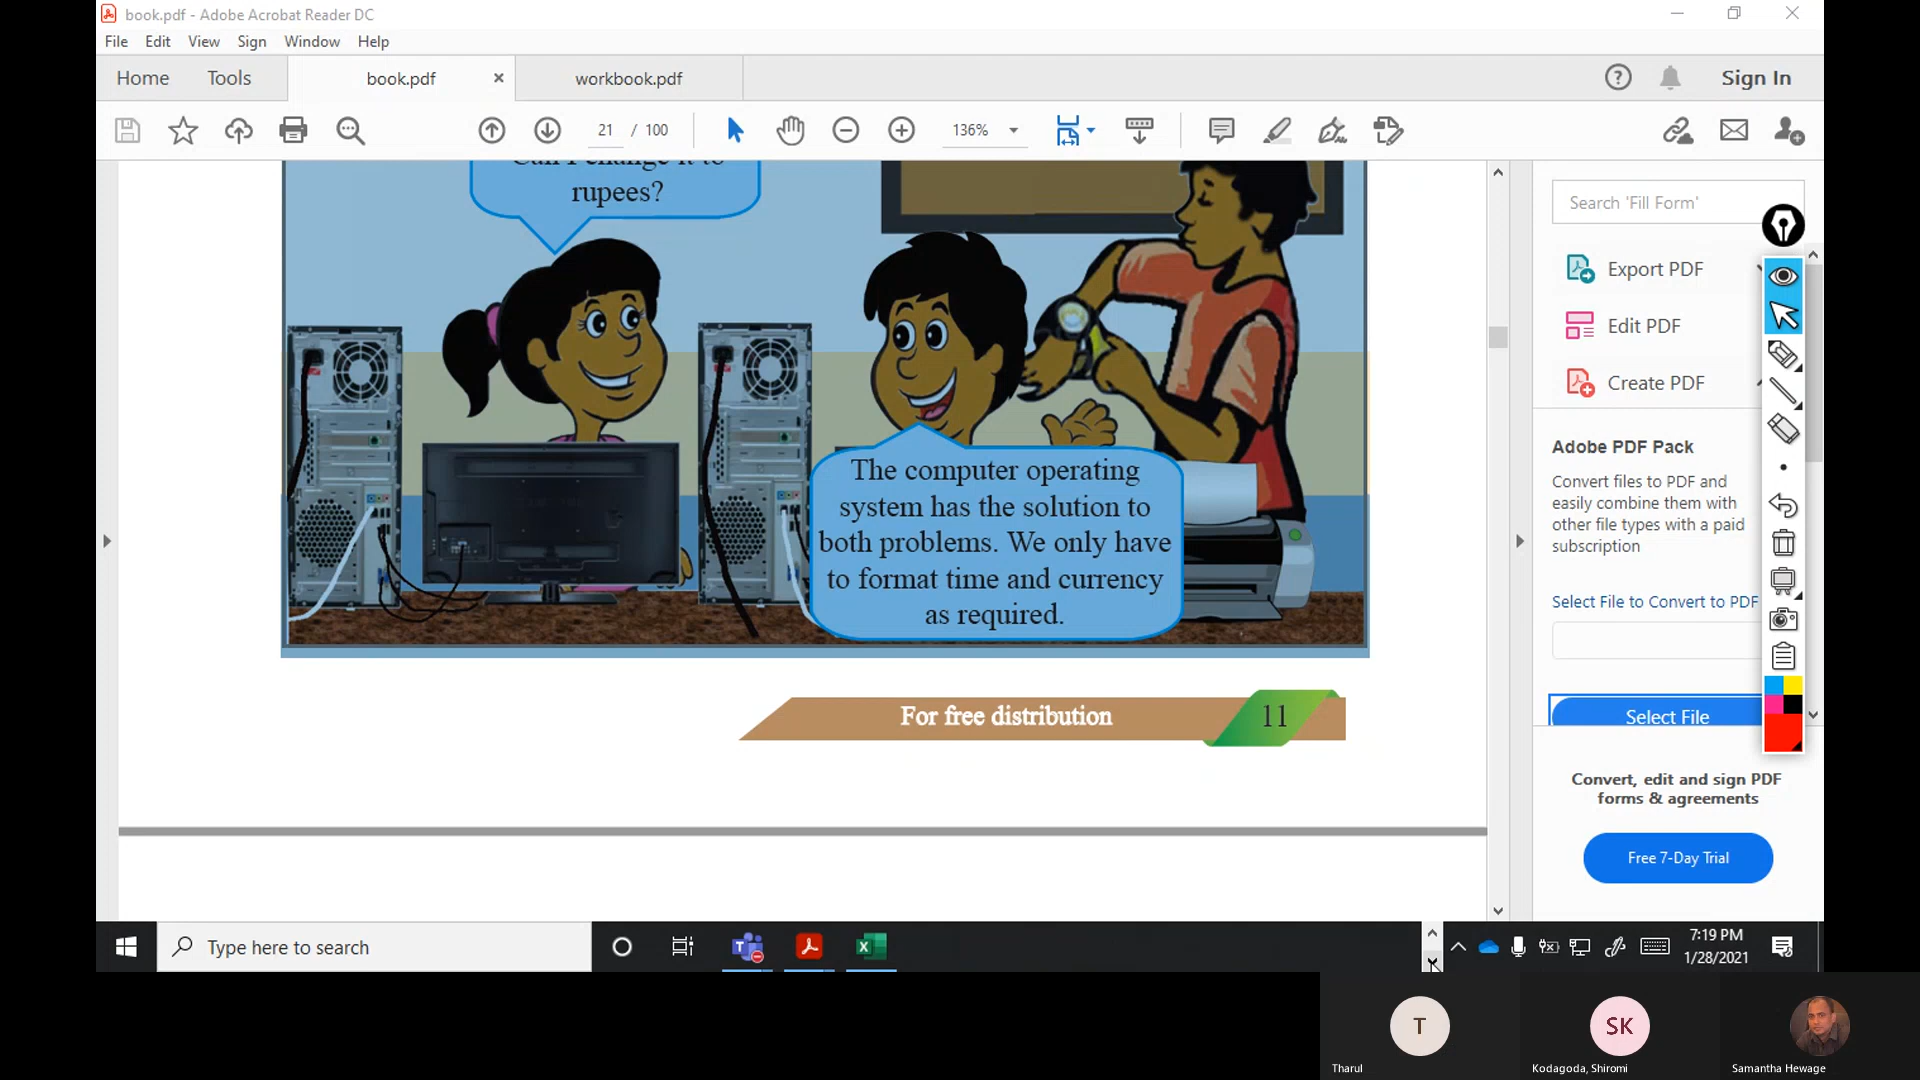 book.pdf - Adobe Acrobat Reader DC
File Edit View Sign Window Help
Home Tools book.pdf workbook.pdf Sign In
21 / 100 136%
Can I change it to
rupees?
The computer operating
system has the solution to
both problems. We only have
to format time and currency
as required.
For free distribution 11
Search 'Fill Form'
Export PDF
Edit PDF
Create PDF
Adobe PDF Pack
Convert files to PDF and
easily combine them with
other file types with a paid
subscription
Select File to Convert to PDF
Select File
Convert, edit and sign PDF
forms & agreements
Free 7-Day Trial
Type here to search
7:19 PM
1/28/2021
T SK
Tharul Kodagoda, Shiromi Samantha Hewage